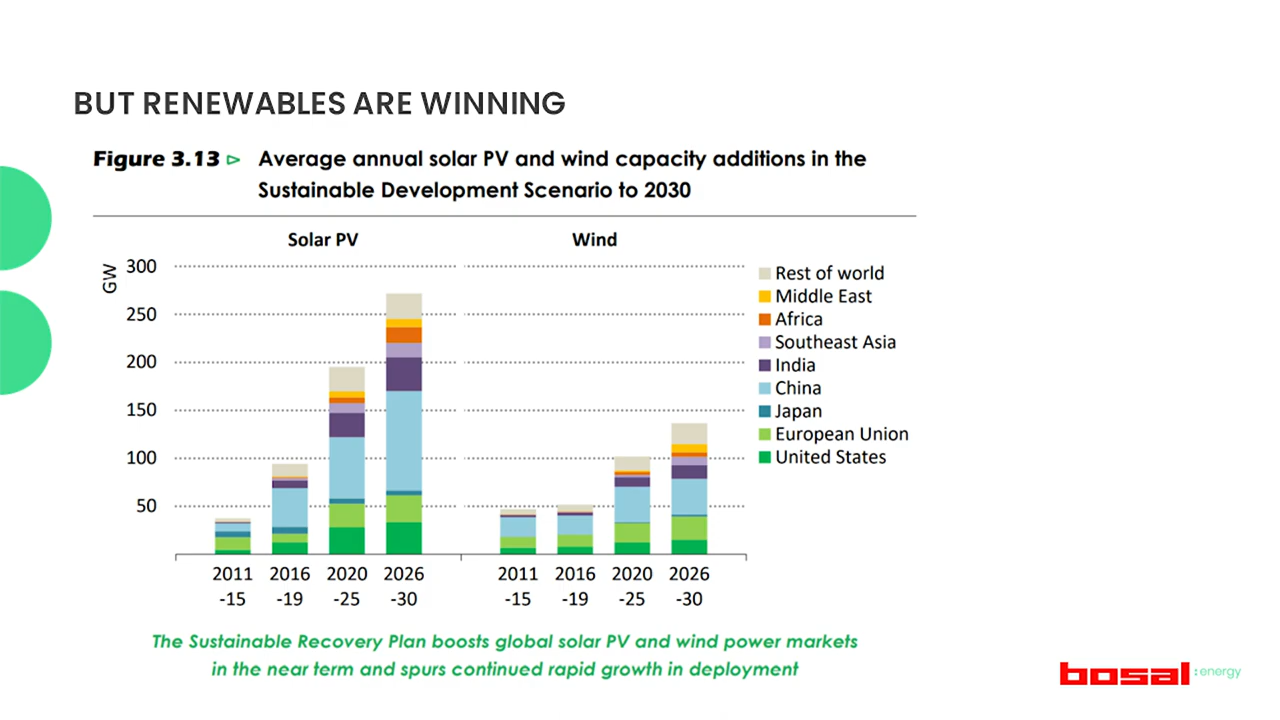 BUT RENEWABLES ARE WINNING
Figure 3.13 ▷ Average annual solar PV and wind capacity additions in the
Sustainable Development Scenario to 2030
Solar PV
Wind
GW
300
250
200
150
100
50
2011 2016 2020 2026 2011 2016 2020 2026
-15 -19 -25 -30 -15 -19 -25 -30
Rest of world
Middle East
Africa
Southeast Asia
India
China
Japan
European Union
United States
The Sustainable Recovery Plan boosts global solar PV and wind power markets
in the near term and spurs continued rapid growth in deployment
bosal :energy